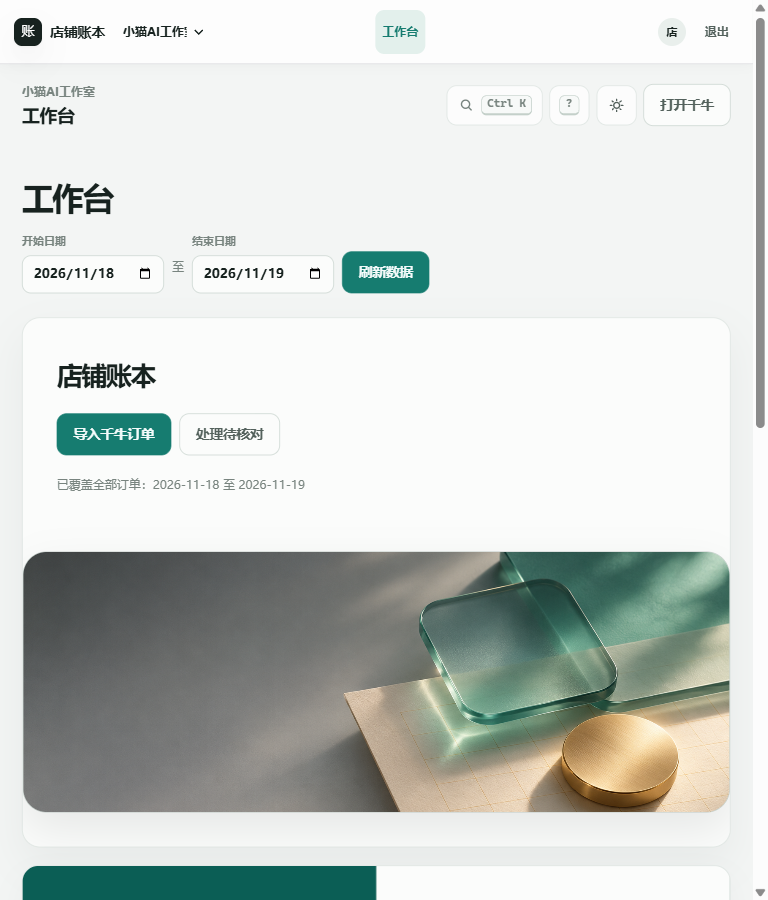 账 店铺账本 小猫AI工作室 工作台 店 退出
小猫AI工作室
工作台
Ctrl K ? 打开千牛
工作台
开始日期 结束日期
2026/11/18 至 2026/11/19 刷新数据
店铺账本
导入千牛订单 处理待核对
已覆盖全部订单：2026-11-18 至 2026-11-19